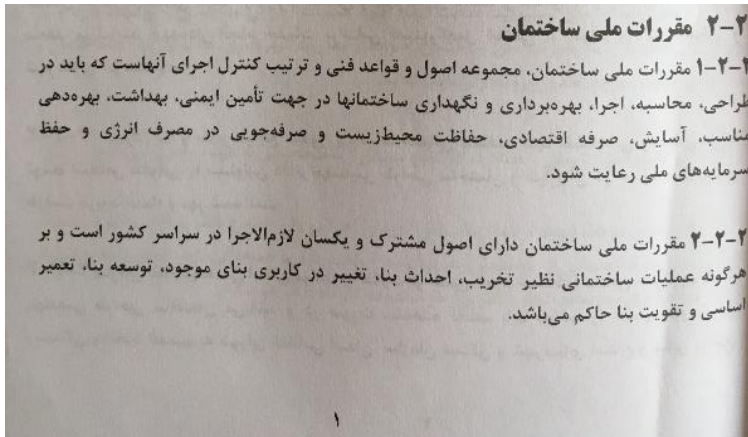 ۲-۲ مقررات ملی ساختمان
۲-۲-۱ مقررات ملی ساختمان، مجموعه اصول و قواعد فنی و ترتیب کنترل اجرای آنهاست که باید در
طراحی، محاسبه، اجرا، بهره‌برداری و نگهداری ساختمانها در جهت تأمین ایمنی، بهداشت، بهره‌دهی
مناسب، آسایش، صرفه اقتصادی، حفاظت محیط‌زیست و صرفه‌جویی در مصرف انرژی و حفظ
سرمایه‌های ملی رعایت شود.
۲-۲-۲ مقررات ملی ساختمان دارای اصول مشترک و یکسان لازم‌الاجرا در سراسر کشور است و بر
هرگونه عملیات ساختمانی نظیر تخریب، احداث بنا، تغییر در کاربری بنای موجود، توسعه بنا، تعمیر
اساسی و تقویت بنا حاکم می‌باشد.
۱